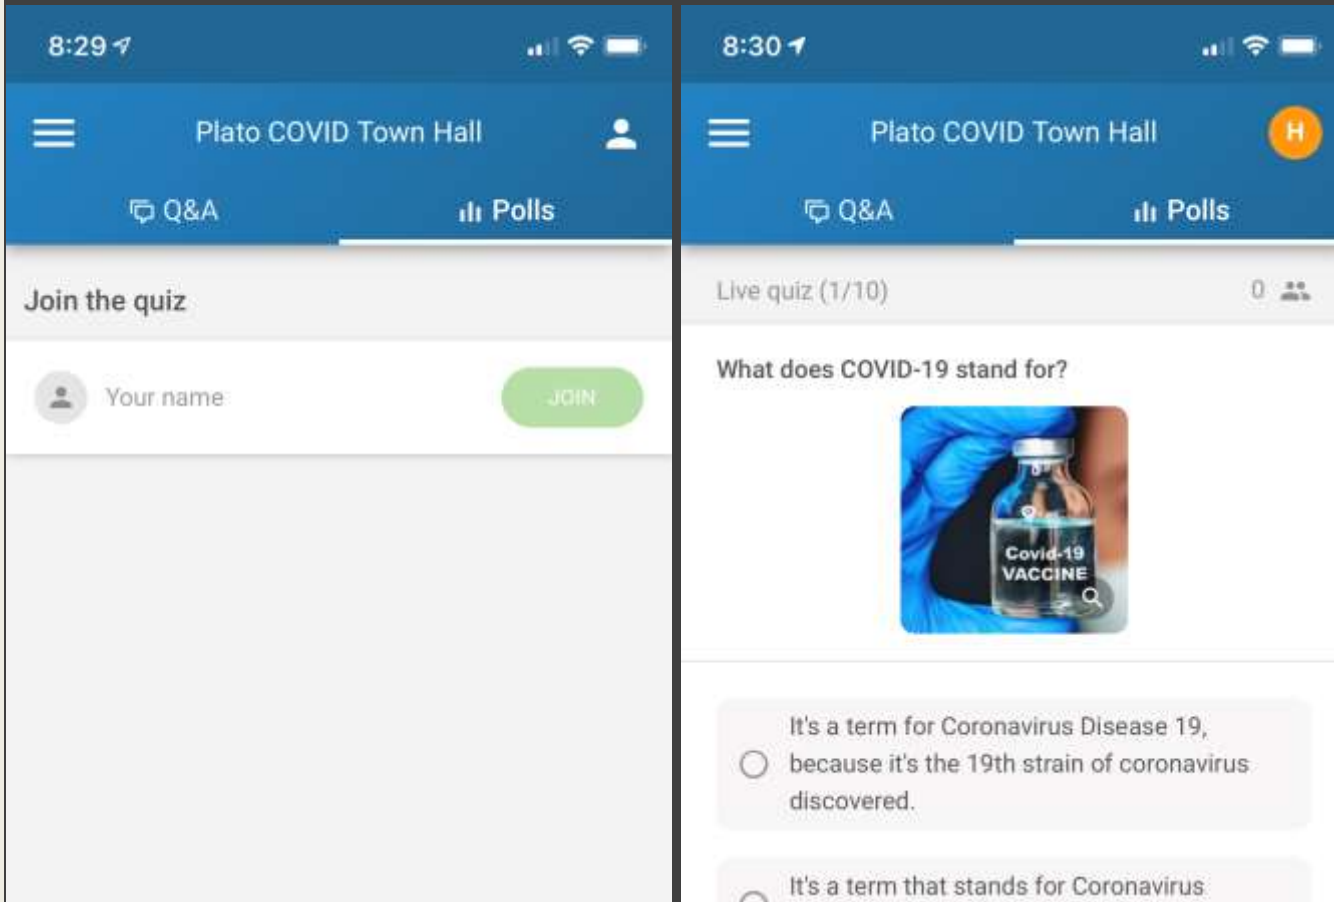 8:29
Plato COVID Town Hall
Q&A
Polls
Join the quiz
Your name
JOIN
8:30
Plato COVID Town Hall
H
Q&A
Polls
Live quiz (1/10)
0
What does COVID-19 stand for?
Covid-19
VACCINE
It's a term for Coronavirus Disease 19,
because it's the 19th strain of coronavirus
discovered.
It's a term that stands for Coronavirus